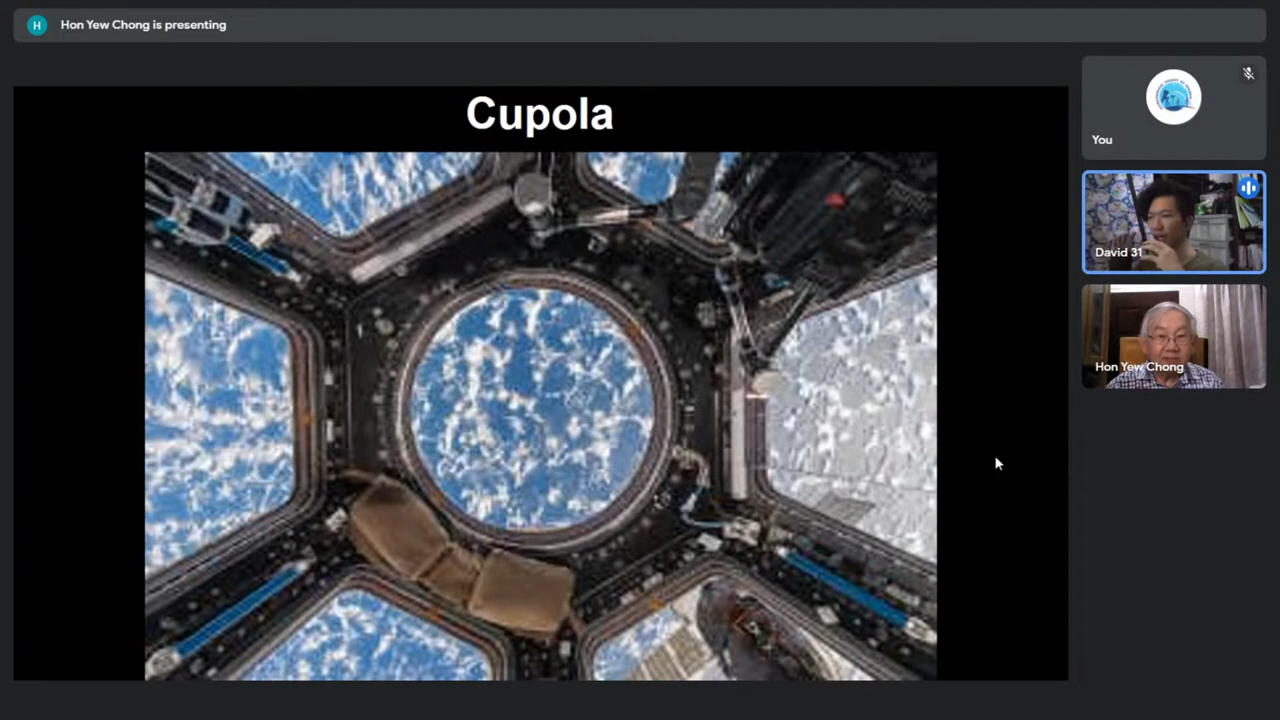 H
Hon Yew Chong is presenting
Cupola
You
David 31
Hon Yew Chong